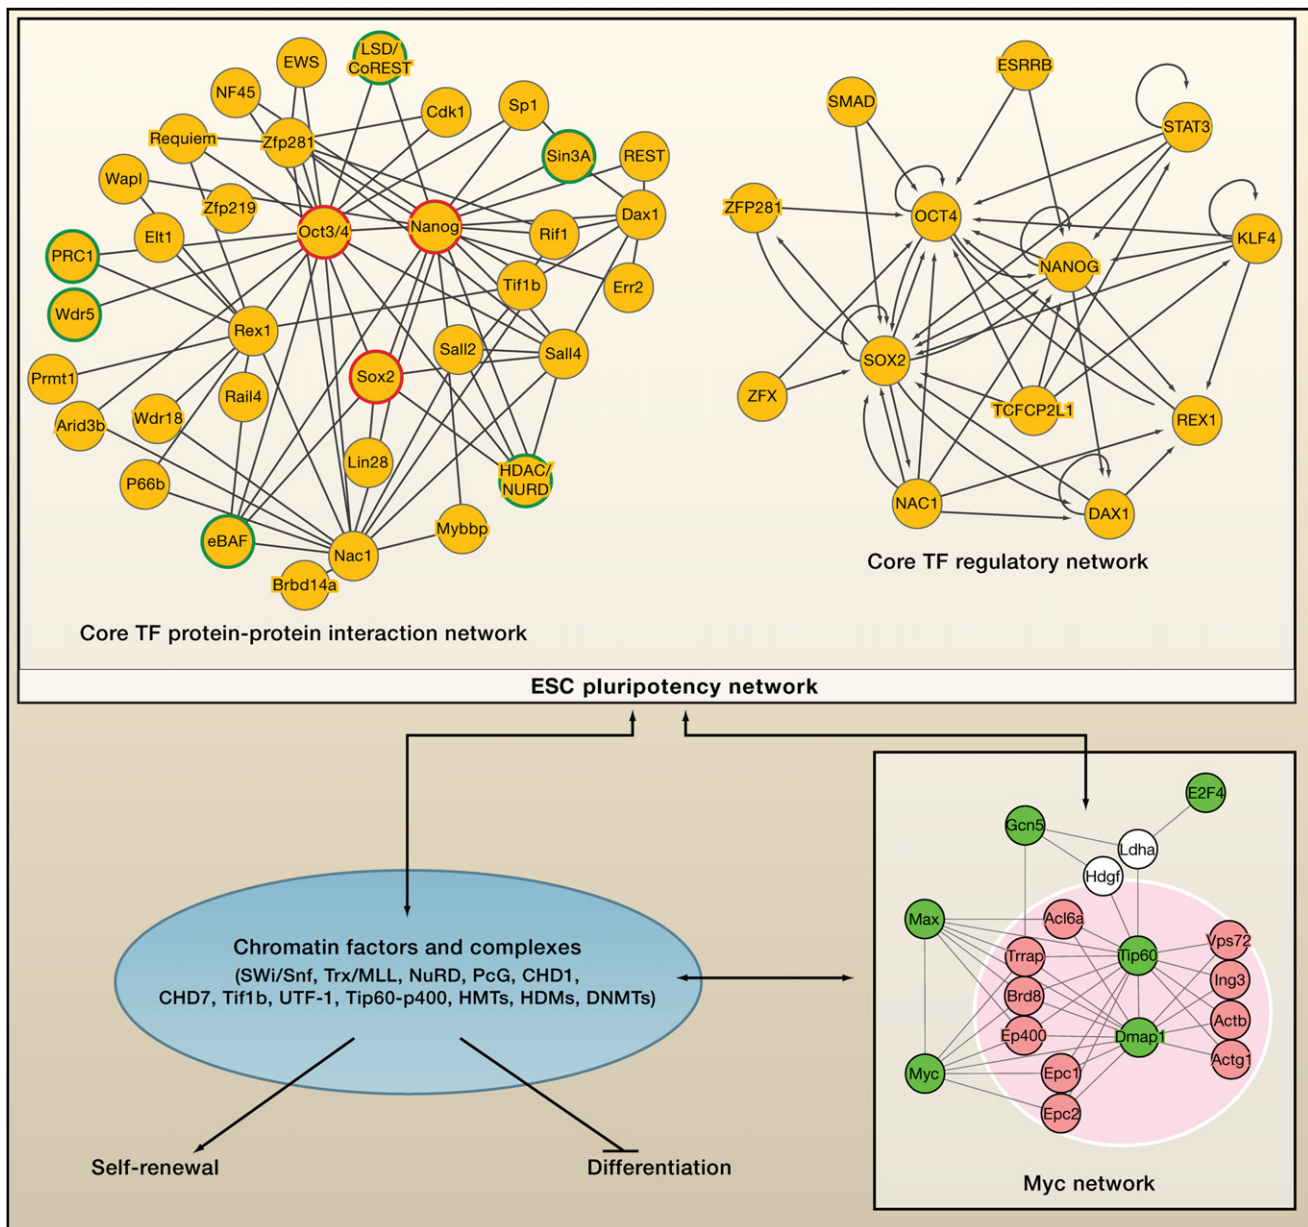 EWS
LSD/
CoREST
NF45
Cdk1
Sp1
Requiem
Zfp281
Sin3A
REST
Wapl
Zfp219
Oct3/4
Nanog
Dax1
Elt1
Rif1
PRC1
Tif1b
Err2
Wdr5
Rex1
Sall2
Sall4
Prmt1
Sox2
Rail4
Arid3b
Wdr18
Lin28
HDAC/
NURD
P66b
eBAF
Nac1
Mybbp
Brbd14a
Core TF protein-protein interaction network
ESRRB
SMAD
STAT3
ZFP281
OCT4
KLF4
NANOG
SOX2
ZFX
TCFCP2L1
REX1
NAC1
DAX1
Core TF regulatory network
ESC pluripotency network
Chromatin factors and complexes
(SWi/Snf, Trx/MLL, NuRD, PcG, CHD1,
CHD7, Tif1b, UTF-1, Tip60-p400, HMTs, HDMs, DNMTs)
Self-renewal
Differentiation
E2F4
Gcn5
Ldha
Hdgf
Max
Acl6a
Trrap
Tip60
Vps72
Brd8
Ing3
Ep400
Dmap1
Actb
Myc
Epc1
Actg1
Epc2
Myc network